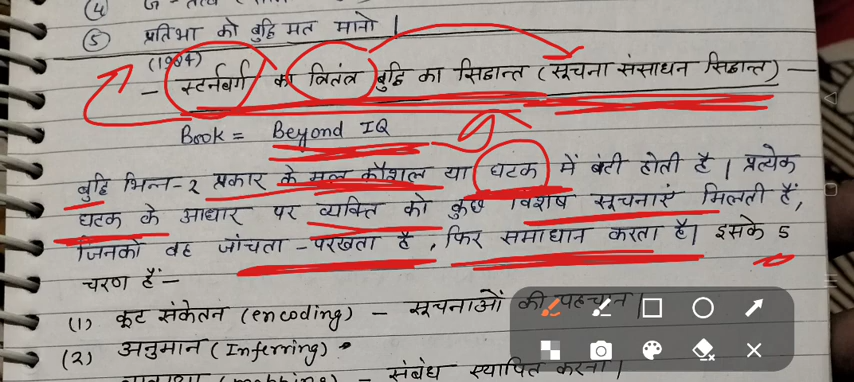 (5) प्रतिभा को बुद्धि मत मानो |
(1984)
- स्टर्नबर्ग का त्रितंत्र बुद्धि का सिद्धान्त (सूचना संसाधन सिद्धान्त) —
Book = Beyond IQ
बुद्धि भिन्न-2 प्रकार के मूल कौशल या घटक में बंटी होती है | प्रत्येक
घटक के आधार पर व्यक्ति को कुछ विशेष सूचनाएं मिलती हैं,
जिनको वह जाँचता - परखता है, फिर समाधान करता है| इसके 5
चरण हैं -
(1) कूट संकेतन (encoding) - सूचनाओं की पहचान |
(2) अनुमान (Inferring)
(mapping) - संबंध स्थापित करना |